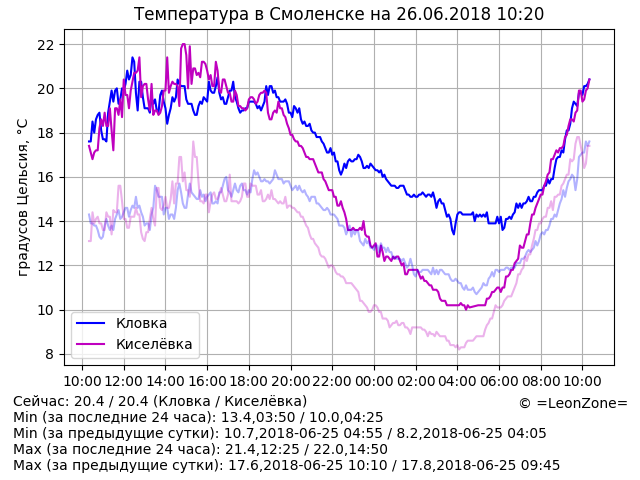 Температура в Смоленске на 26.06.2018 10:20
градусов Цельсия, °C
22
20
18
16
14
12
10
8
Кловка
Киселёвка
10:00 12:00 14:00 16:00 18:00 20:00 22:00 00:00 02:00 04:00 06:00 08:00 10:00
Сейчас: 20.4 / 20.4 (Кловка / Киселёвка)
© =LeonZone=
Min (за последние 24 часа): 13.4,03:50 / 10.0,04:25
Min (за предыдущие сутки): 10.7,2018-06-25 04:55 / 8.2,2018-06-25 04:05
Max (за последние 24 часа): 21.4,12:25 / 22.0,14:50
Max (за предыдущие сутки): 17.6,2018-06-25 10:10 / 17.8,2018-06-25 09:45